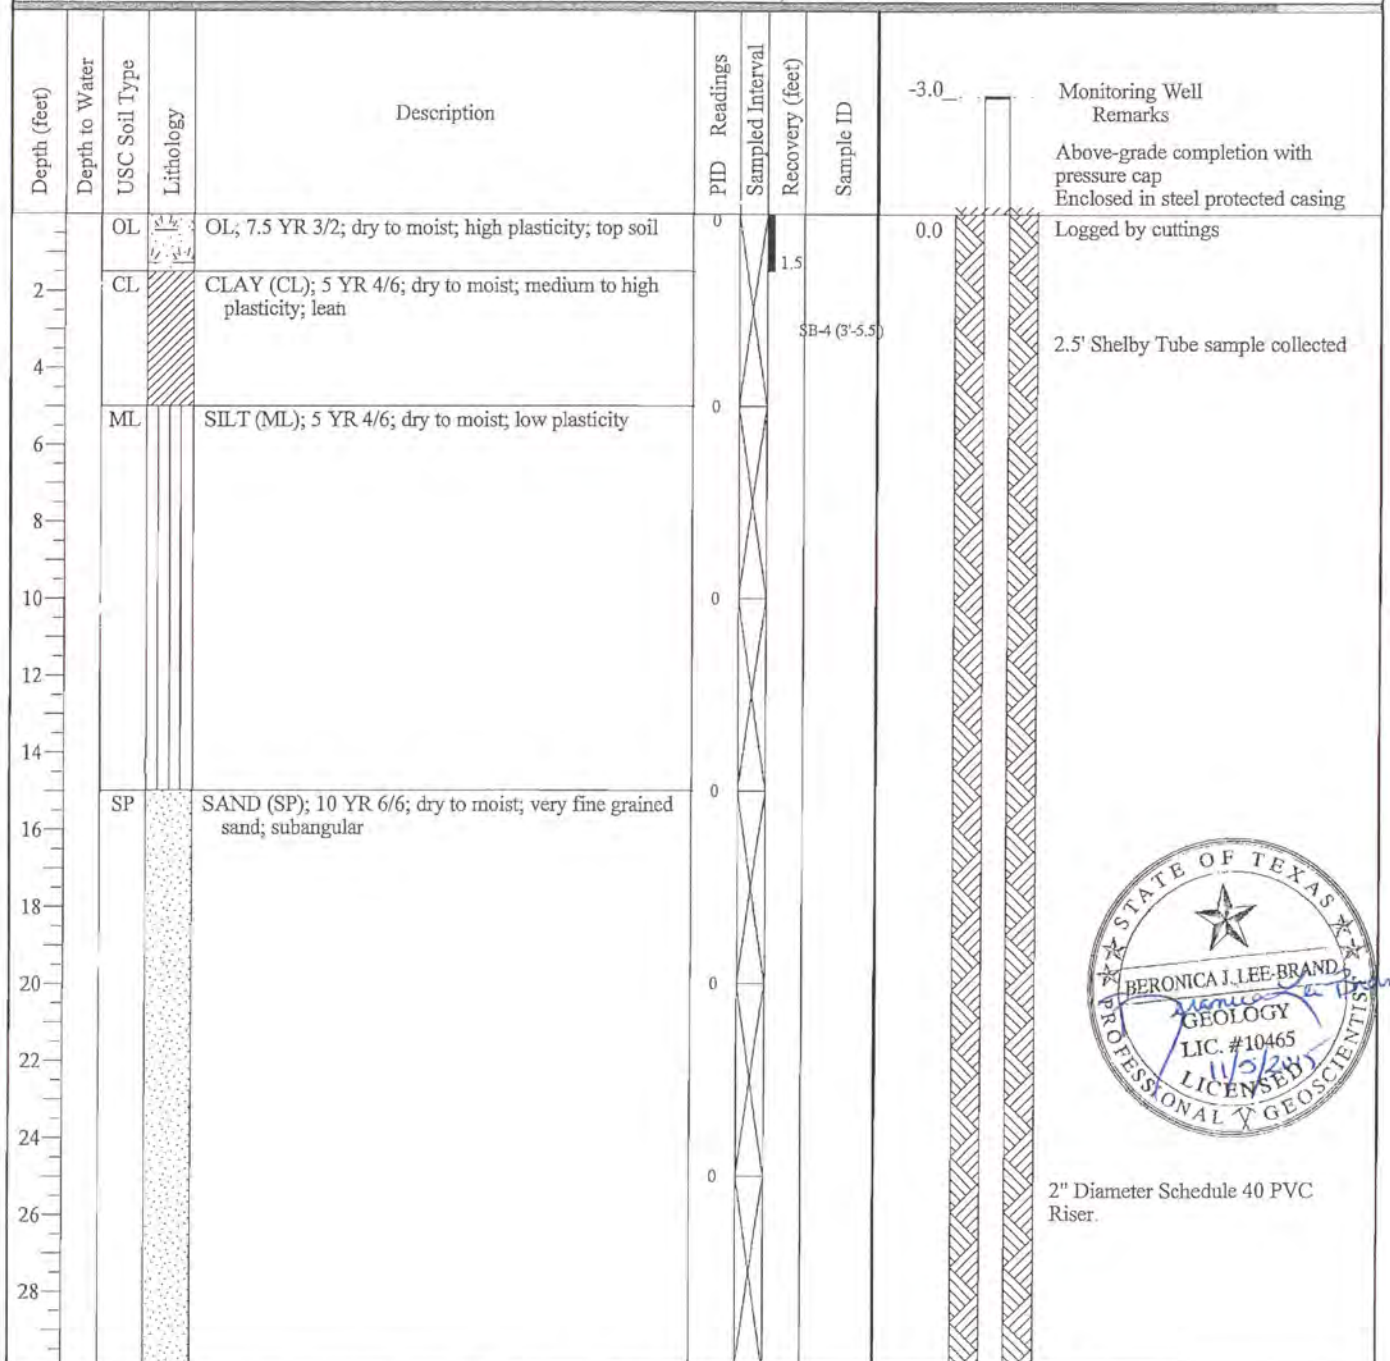 Depth (feet)
Depth to Water
USC Soil Type
Lithology
Description
PID Readings
Sampled Interval
Recovery (feet)
Sample ID
-3.0
Monitoring Well
Remarks
Above-grade completion with
pressure cap
Enclosed in steel protected casing
OL
OL; 7.5 YR 3/2; dry to moist; high plasticity; top soil
0
1.5
0.0
Logged by cuttings
2
CL
CLAY (CL); 5 YR 4/6; dry to moist; medium to high
plasticity; lean
SB-4 (3'-5.5)
2.5' Shelby Tube sample collected
4
0
ML
SILT (ML); 5 YR 4/6; dry to moist; low plasticity
6
8
10
0
12
14
0
SP
SAND (SP); 10 YR 6/6; dry to moist; very fine grained
sand; subangular
16
18
20
0
22
24
0
26
28
STATE OF TEXAS
BERONICA J. LEE-BRAND
GEOLOGY
LIC. #10465
11/5/2015
LICENSED
PROFESSIONAL GEOSCIENTIST
2" Diameter Schedule 40 PVC
Riser.